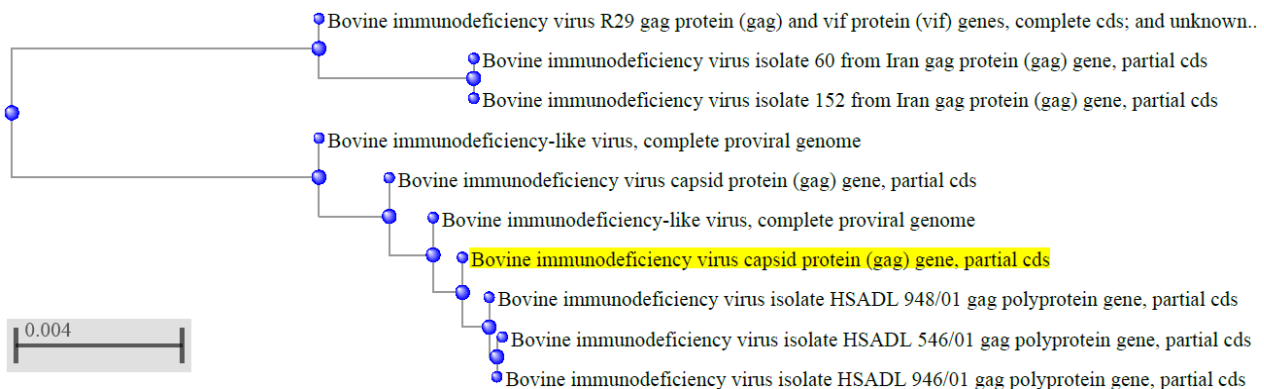 Bovine immunodeficiency virus R29 gag protein (gag) and vif protein (vif) genes, complete cds; and unknown..
Bovine immunodeficiency virus isolate 60 from Iran gag protein (gag) gene, partial cds
Bovine immunodeficiency virus isolate 152 from Iran gag protein (gag) gene, partial cds
Bovine immunodeficiency-like virus, complete proviral genome
Bovine immunodeficiency virus capsid protein (gag) gene, partial cds
Bovine immunodeficiency-like virus, complete proviral genome
Bovine immunodeficiency virus capsid protein (gag) gene, partial cds
Bovine immunodeficiency virus isolate HSADL 948/01 gag polyprotein gene, partial cds
Bovine immunodeficiency virus isolate HSADL 546/01 gag polyprotein gene, partial cds
Bovine immunodeficiency virus isolate HSADL 946/01 gag polyprotein gene, partial cds
0.004